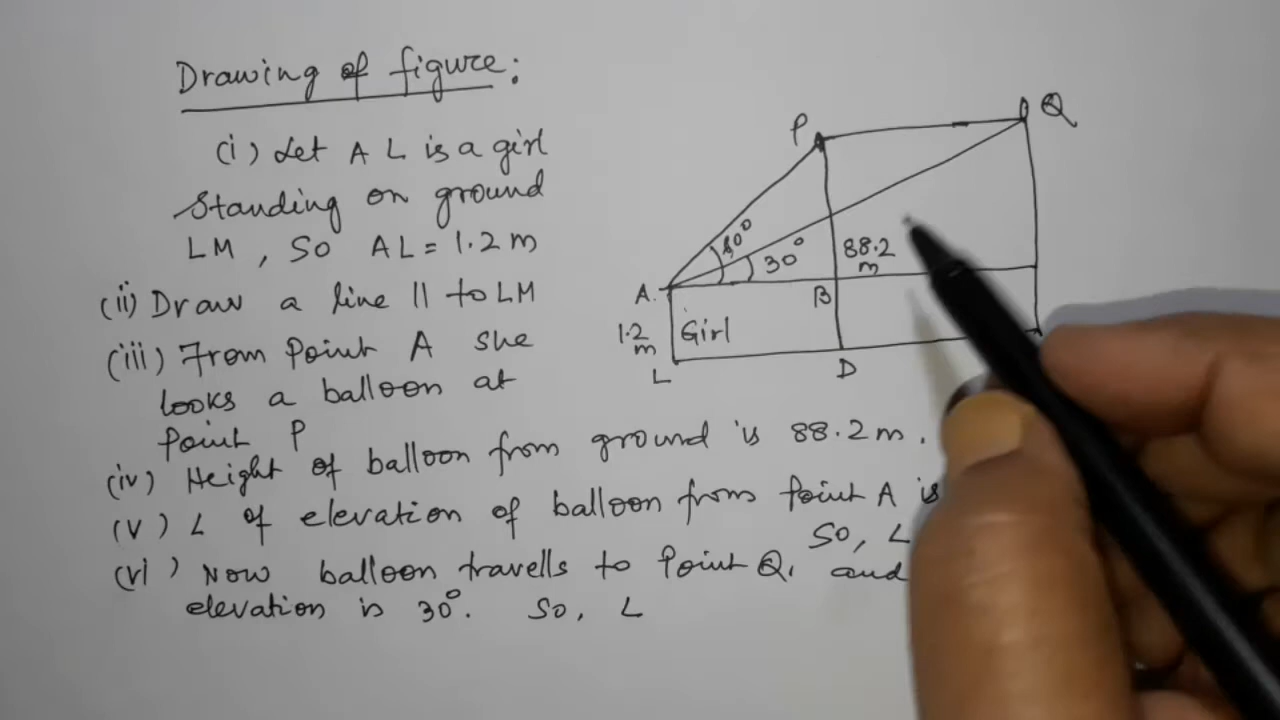 Drawing of figure:
(i) Let AL is a girl
standing on ground
LM, So AL = 1.2 m
(ii) Draw a line || to LM
(iii) From Point A she
looks a balloon at
point P
(iv) Height of balloon from ground is 88.2 m.
(v) ∠ of elevation of balloon from point A is
So, ∠
(vi) Now balloon travells to Point Q, and
elevation is 30°. So, ∠
P
Q
60°
30°
88.2
m
A
B
1.2
m
Girl
L
D